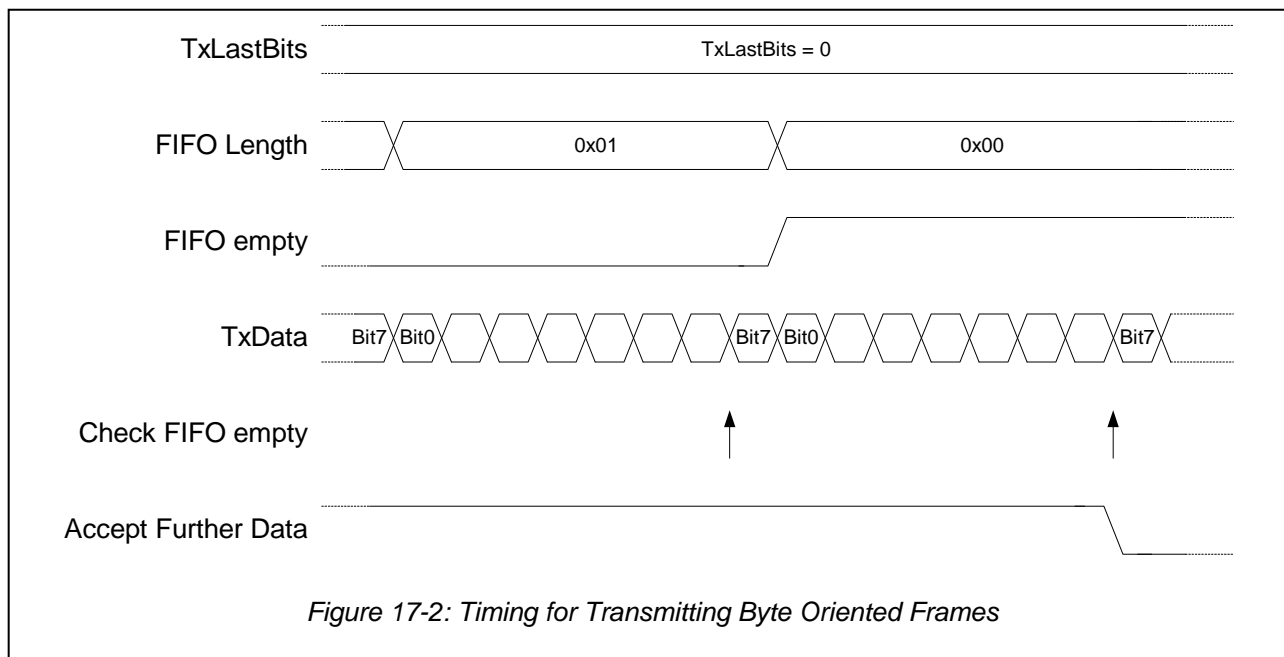 TxLastBits
TxLastBits = 0
FIFO Length
0x01
0x00
FIFO empty
TxData
Bit7 Bit0 Bit7 Bit0 Bit7
Check FIFO empty
Accept Further Data
Figure 17-2: Timing for Transmitting Byte Oriented Frames